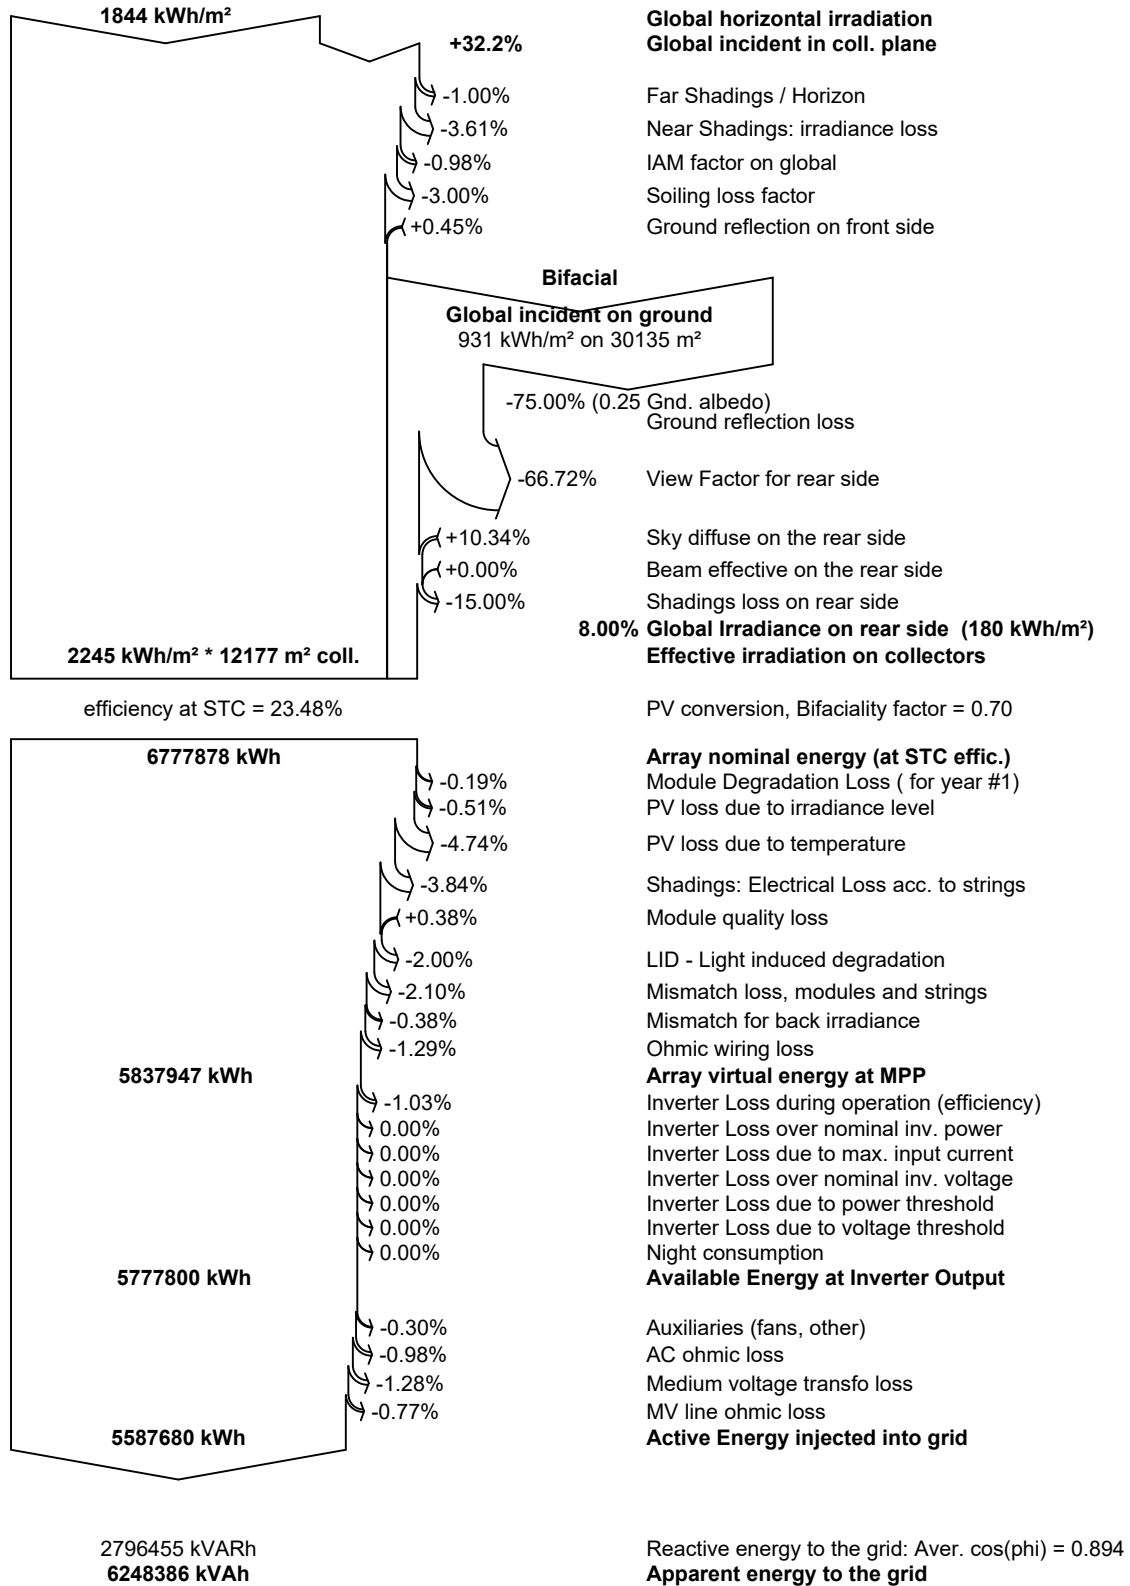 1844 kWh/m² Global horizontal irradiation
+32.2% Global incident in coll. plane
-1.00% Far Shadings / Horizon
-3.61% Near Shadings: irradiance loss
-0.98% IAM factor on global
-3.00% Soiling loss factor
+0.45% Ground reflection on front side
Bifacial
Global incident on ground
931 kWh/m² on 30135 m²
-75.00% (0.25 Gnd. albedo)
Ground reflection loss
-66.72% View Factor for rear side
+10.34% Sky diffuse on the rear side
+0.00% Beam effective on the rear side
-15.00% Shadings loss on rear side
8.00% Global Irradiance on rear side (180 kWh/m²)
2245 kWh/m² * 12177 m² coll. Effective irradiation on collectors
efficiency at STC = 23.48% PV conversion, Bifaciality factor = 0.70
6777878 kWh Array nominal energy (at STC effic.)
-0.19% Module Degradation Loss ( for year #1)
-0.51% PV loss due to irradiance level
-4.74% PV loss due to temperature
-3.84% Shadings: Electrical Loss acc. to strings
+0.38% Module quality loss
-2.00% LID - Light induced degradation
-2.10% Mismatch loss, modules and strings
-0.38% Mismatch for back irradiance
-1.29% Ohmic wiring loss
5837947 kWh Array virtual energy at MPP
-1.03% Inverter Loss during operation (efficiency)
0.00% Inverter Loss over nominal inv. power
0.00% Inverter Loss due to max. input current
0.00% Inverter Loss over nominal inv. voltage
0.00% Inverter Loss due to power threshold
0.00% Inverter Loss due to voltage threshold
0.00% Night consumption
5777800 kWh Available Energy at Inverter Output
-0.30% Auxiliaries (fans, other)
-0.98% AC ohmic loss
-1.28% Medium voltage transfo loss
-0.77% MV line ohmic loss
5587680 kWh Active Energy injected into grid
2796455 kVARh Reactive energy to the grid: Aver. cos(phi) = 0.894
6248386 kVAh Apparent energy to the grid